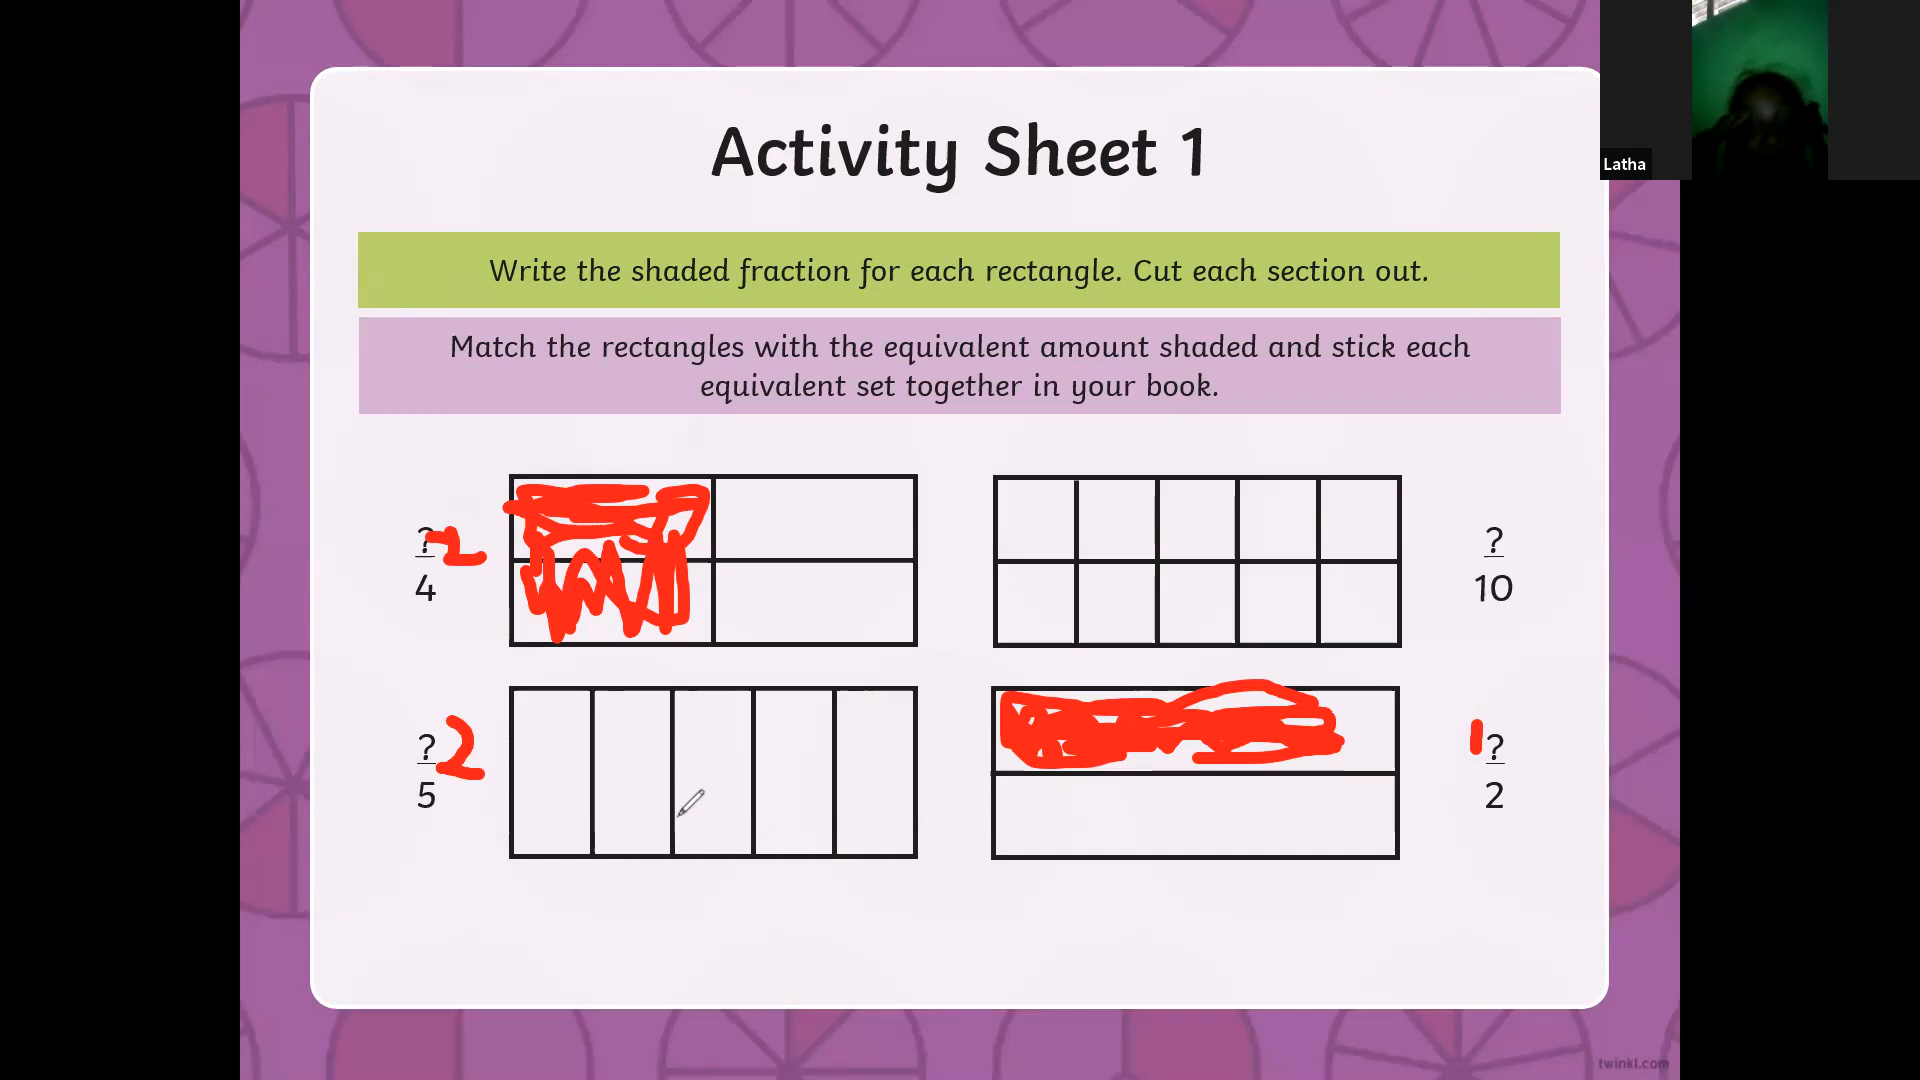 Activity Sheet 1
Latha
Write the shaded fraction for each rectangle. Cut each section out.
Match the rectangles with the equivalent amount shaded and stick each
equivalent set together in your book.
? 2
4
?
10
? 2
5
1 ?
2
twinkl.com